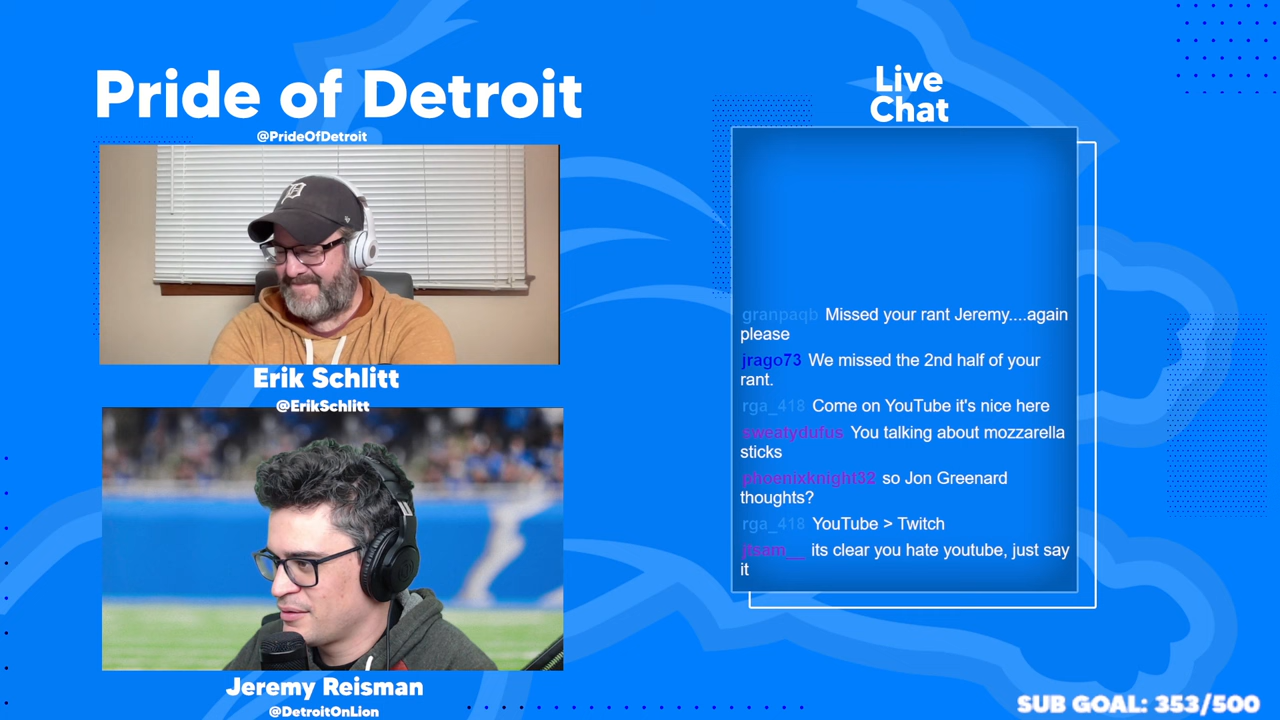 Pride of Detroit
@PrideOfDetroit
Erik Schlitt
@ErikSchlitt
Jeremy Reisman
@DetroitOnLion
Live
Chat
granpaqb Missed your rant Jeremy....again
please
jrago73 We missed the 2nd half of your
rant.
rga_418 Come on YouTube it's nice here
sweatydufus You talking about mozzarella
sticks
phoenixknight32 so Jon Greenard
thoughts?
rga_418 YouTube > Twitch
jtsam__ its clear you hate youtube, just say
it
SUB GOAL: 353/500